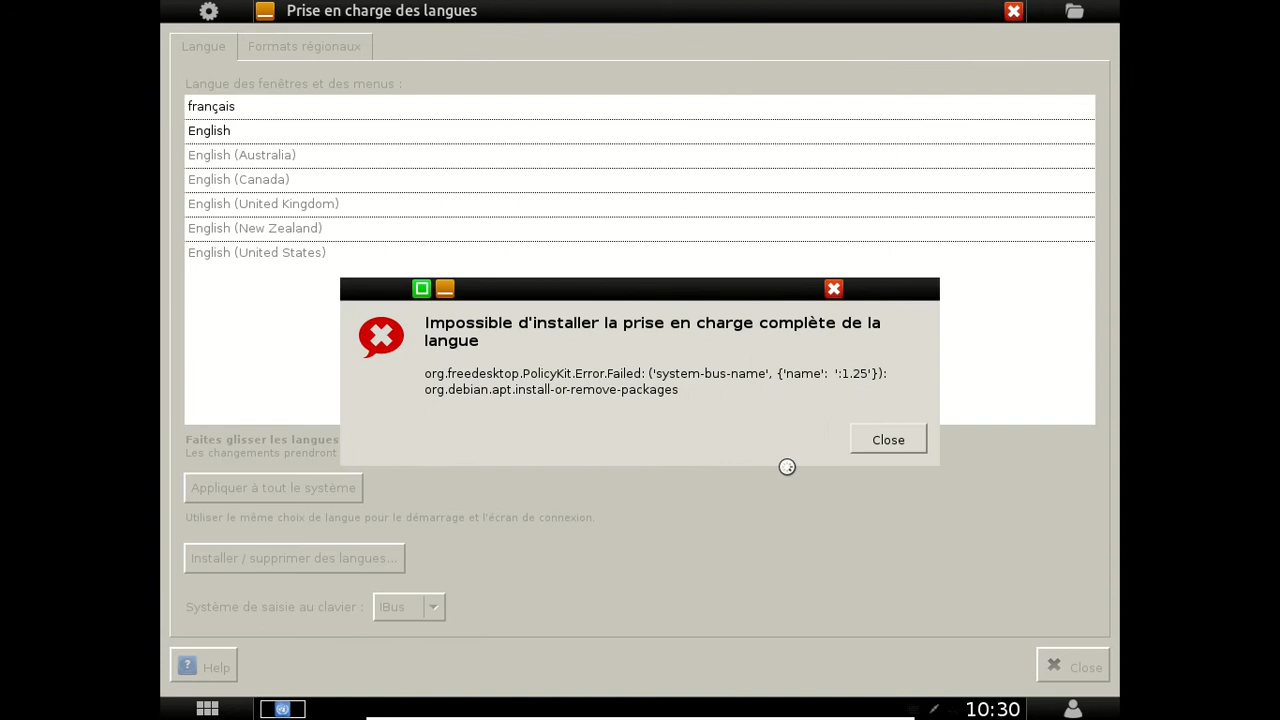 Prise en charge des langues
Langue
Formats régionaux
Langue des fenêtres et des menus :
français
English
English (Australia)
English (Canada)
English (United Kingdom)
English (New Zealand)
English (United States)
Impossible d'installer la prise en charge complète de la
langue
org.freedesktop.PolicyKit.Error.Failed: ('system-bus-name', {'name': ':1.25'}):
org.debian.apt.install-or-remove-packages
Close
Faites glisser les langues
Les changements prendront
Appliquer à tout le système
Utiliser le même choix de langue pour le démarrage et l'écran de connexion.
Installer / supprimer des langues...
Système de saisie au clavier : IBus
Help
Close
10:30